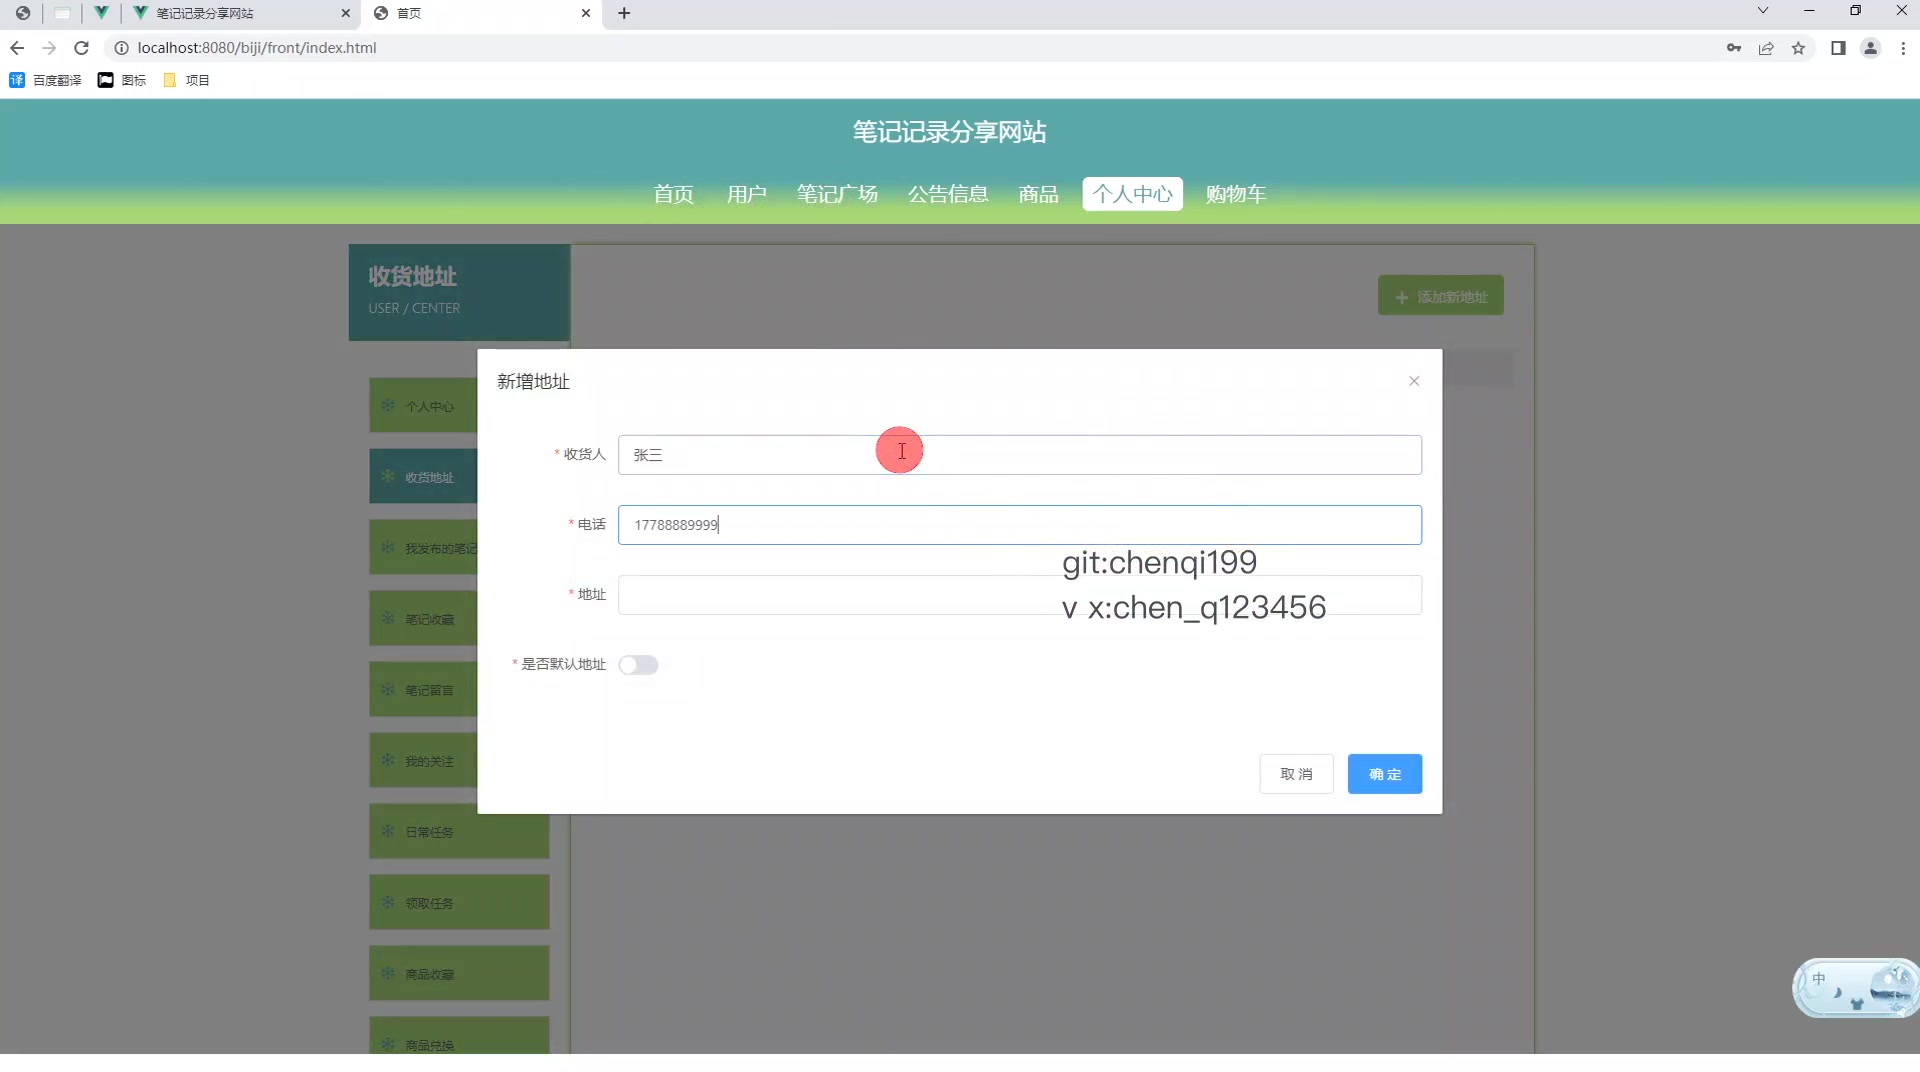 笔记记录分享网站
首页
localhost:8080/biji/front/index.html
百度翻译
图标
项目
笔记记录分享网站
首页 用户 笔记广场 公告信息 商品 个人中心 购物车
收货地址
USER / CENTER
添加新地址
新增地址
个人中心
收货地址
我发布的笔记
笔记收藏
笔记留言
我的关注
日常任务
领取任务
商品收藏
商品兑换
* 收货人 张三
* 电话 17788889999
git:chenqi199
* 地址
v x:chen_q123456
* 是否默认地址
取 消 确 定
中